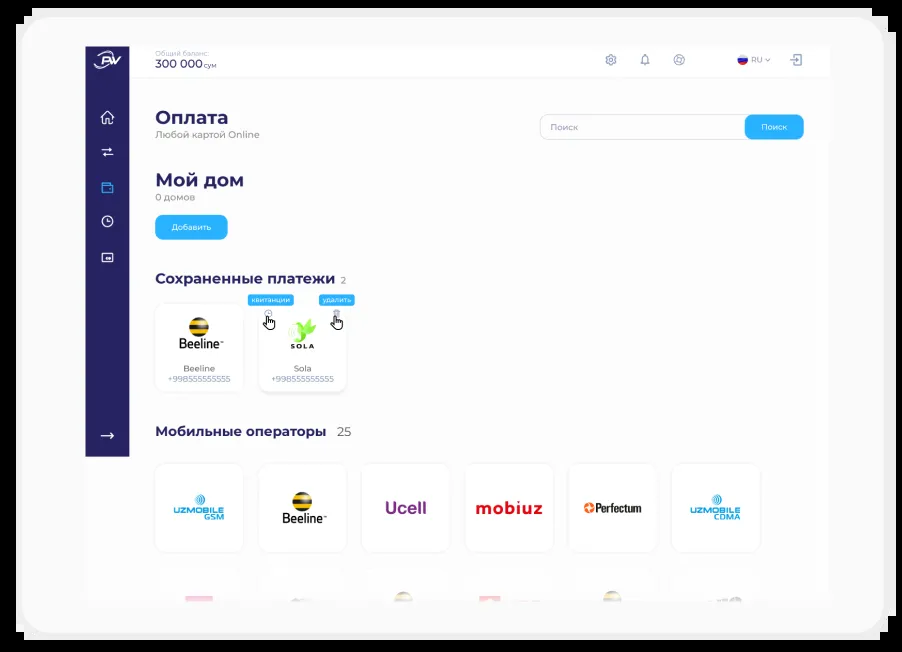 PW
Общий баланс:
300 000 сум
RU
Оплата
Любой картой Online
Поиск
Поиск
Мой дом
0 домов
Добавить
Сохраненные платежи 2
квитанции
удалить
Beeline™
SOLA
Beeline
Sola
+998555555555
+998555555555
Мобильные операторы 25
UZMOBILE
GSM
Beeline™
Ucell
mobiuz
Perfectum
UZMOBILE
CDMA